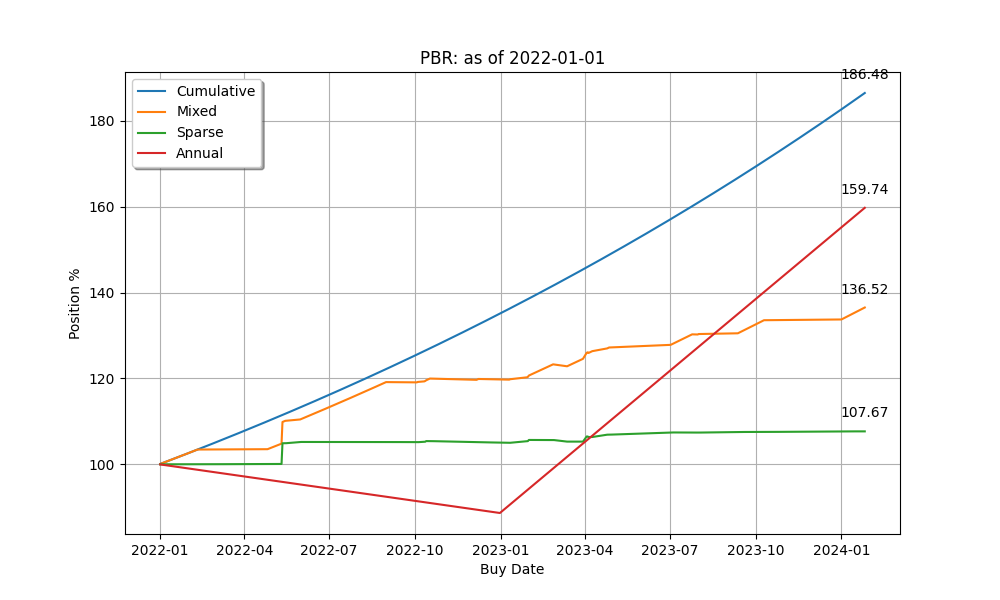 PBR: as of 2022-01-01
Cumulative
Mixed
Sparse
Annual
186.48
159.74
136.52
107.67
Position %
180
160
140
120
100
2022-01 2022-04 2022-07 2022-10 2023-01 2023-04 2023-07 2023-10 2024-01
Buy Date